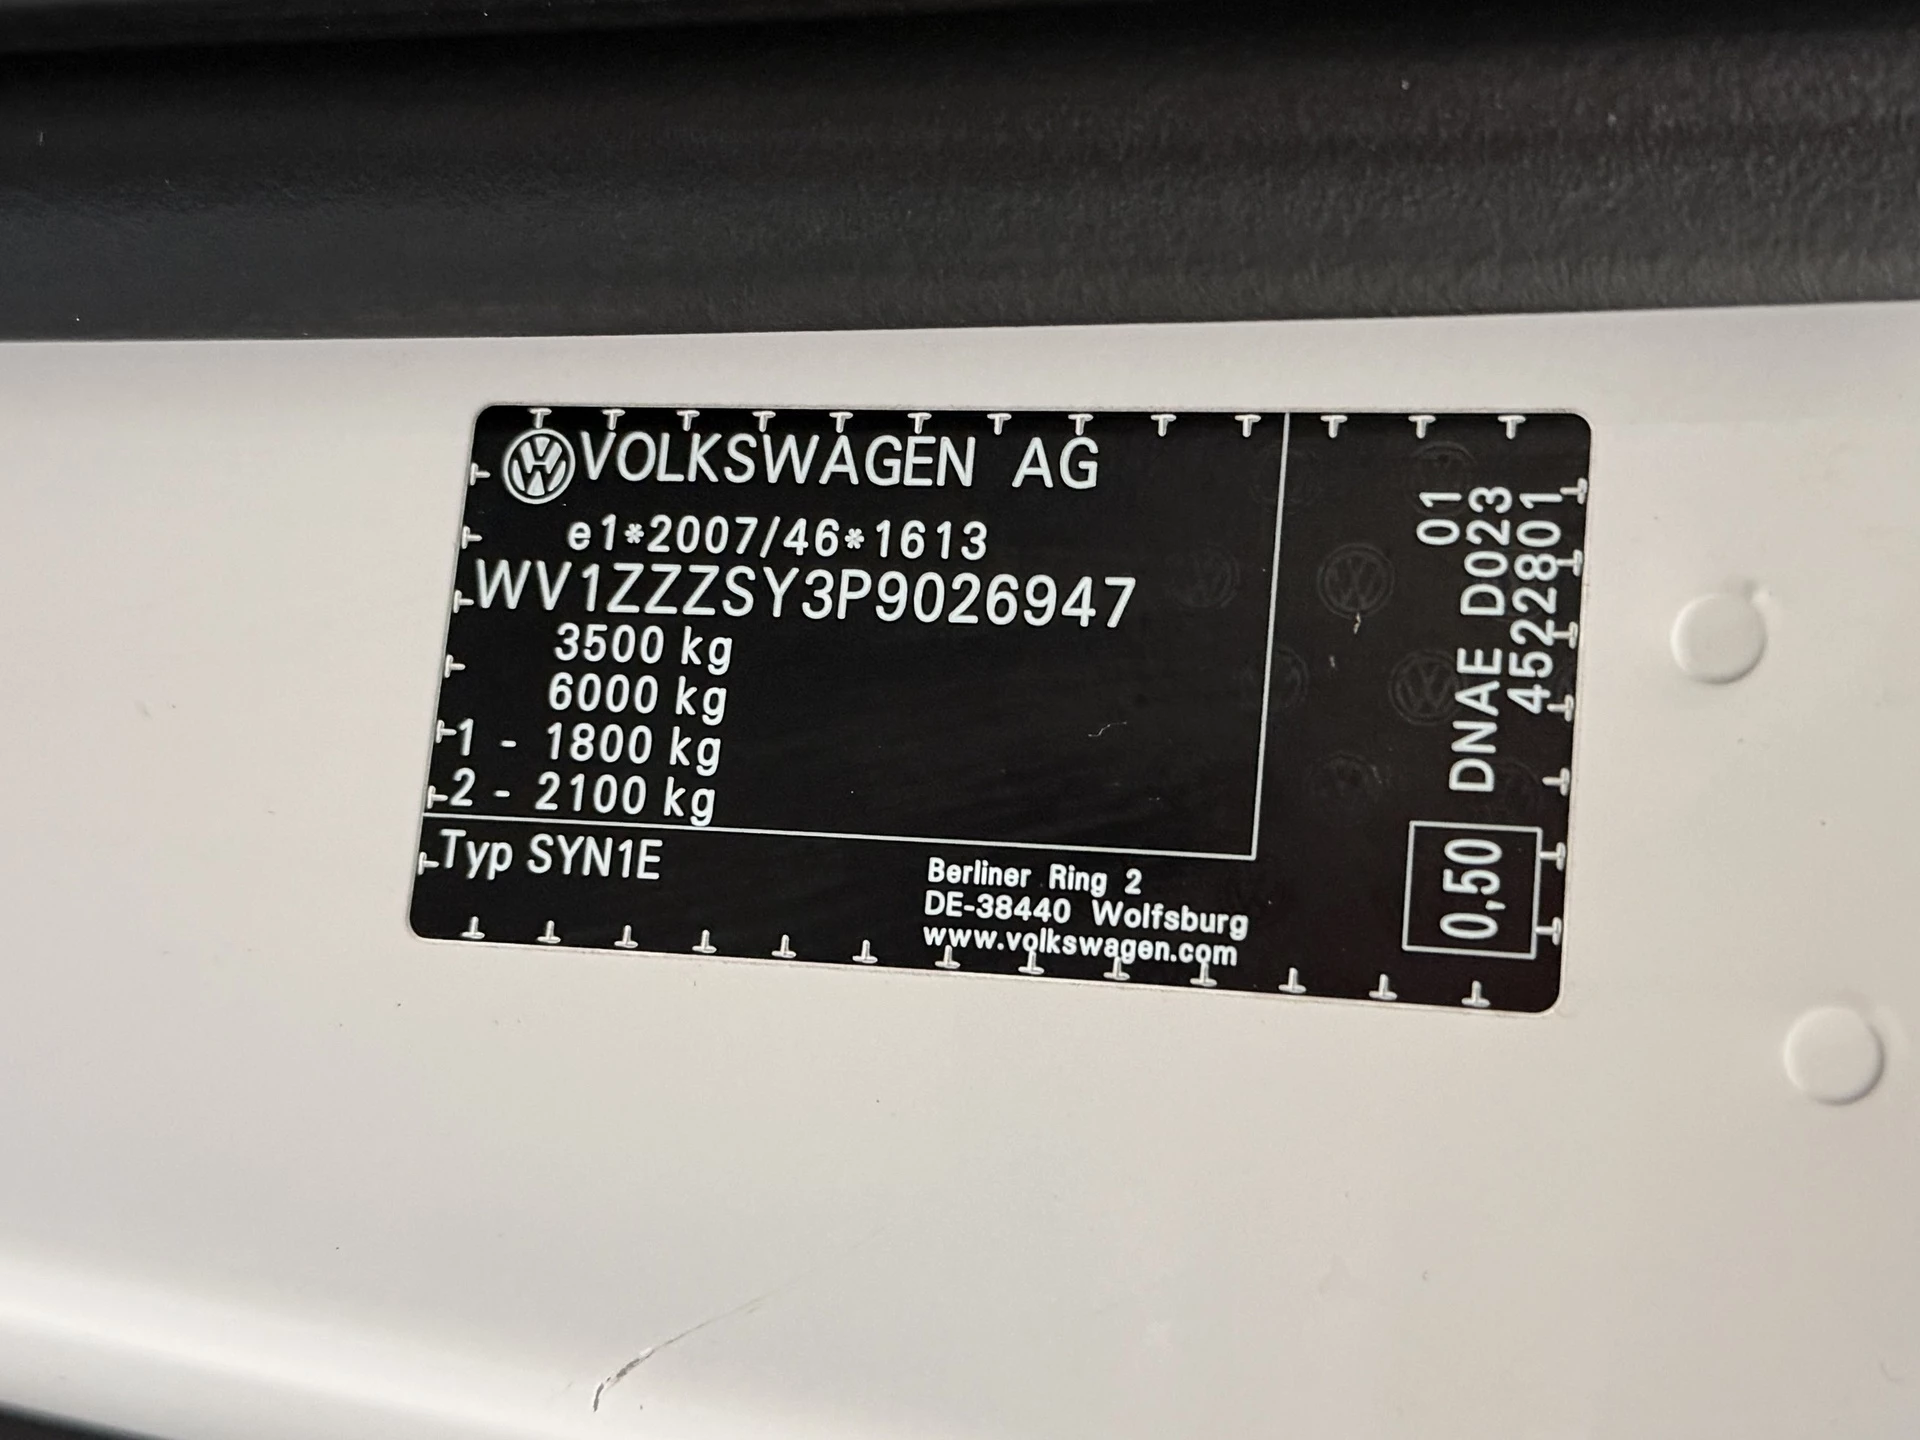 VOLKSWAGEN AG
e1*2007/46*1613
WV1ZZZSY3P9026947
3500 kg
6000 kg
1 - 1800 kg
2 - 2100 kg
Typ SYN1E
Berliner Ring 2
DE-38440 Wolfsburg
www.volkswagen.com
01
0,50 DNAE D023
4522801